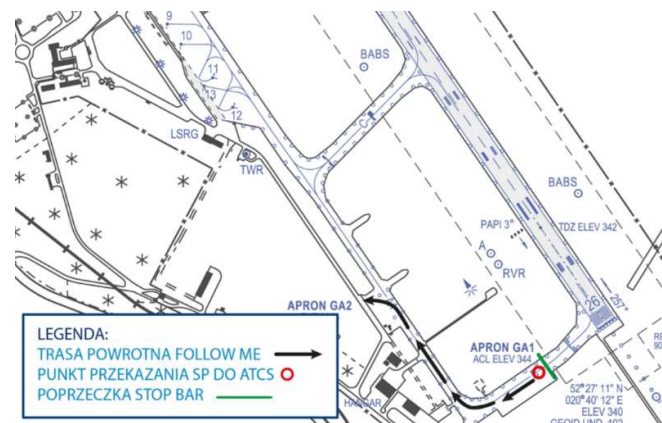 9
10
BABS
11
13
12
C
LSRG
TWR
BABS
PAPI 3°
TDZ ELEV 342
A
RVR
APRON GA2
26
257°
APRON GA1
ACL ELEV 344
LEGENDA:
TRASA POWROTNA FOLLOW ME
PUNKT PRZEKAZANIA SP DO ATCS
POPRZECZKA STOP BAR
HANGAR
52° 27' 11" N
020° 40' 12" E
ELEV 340